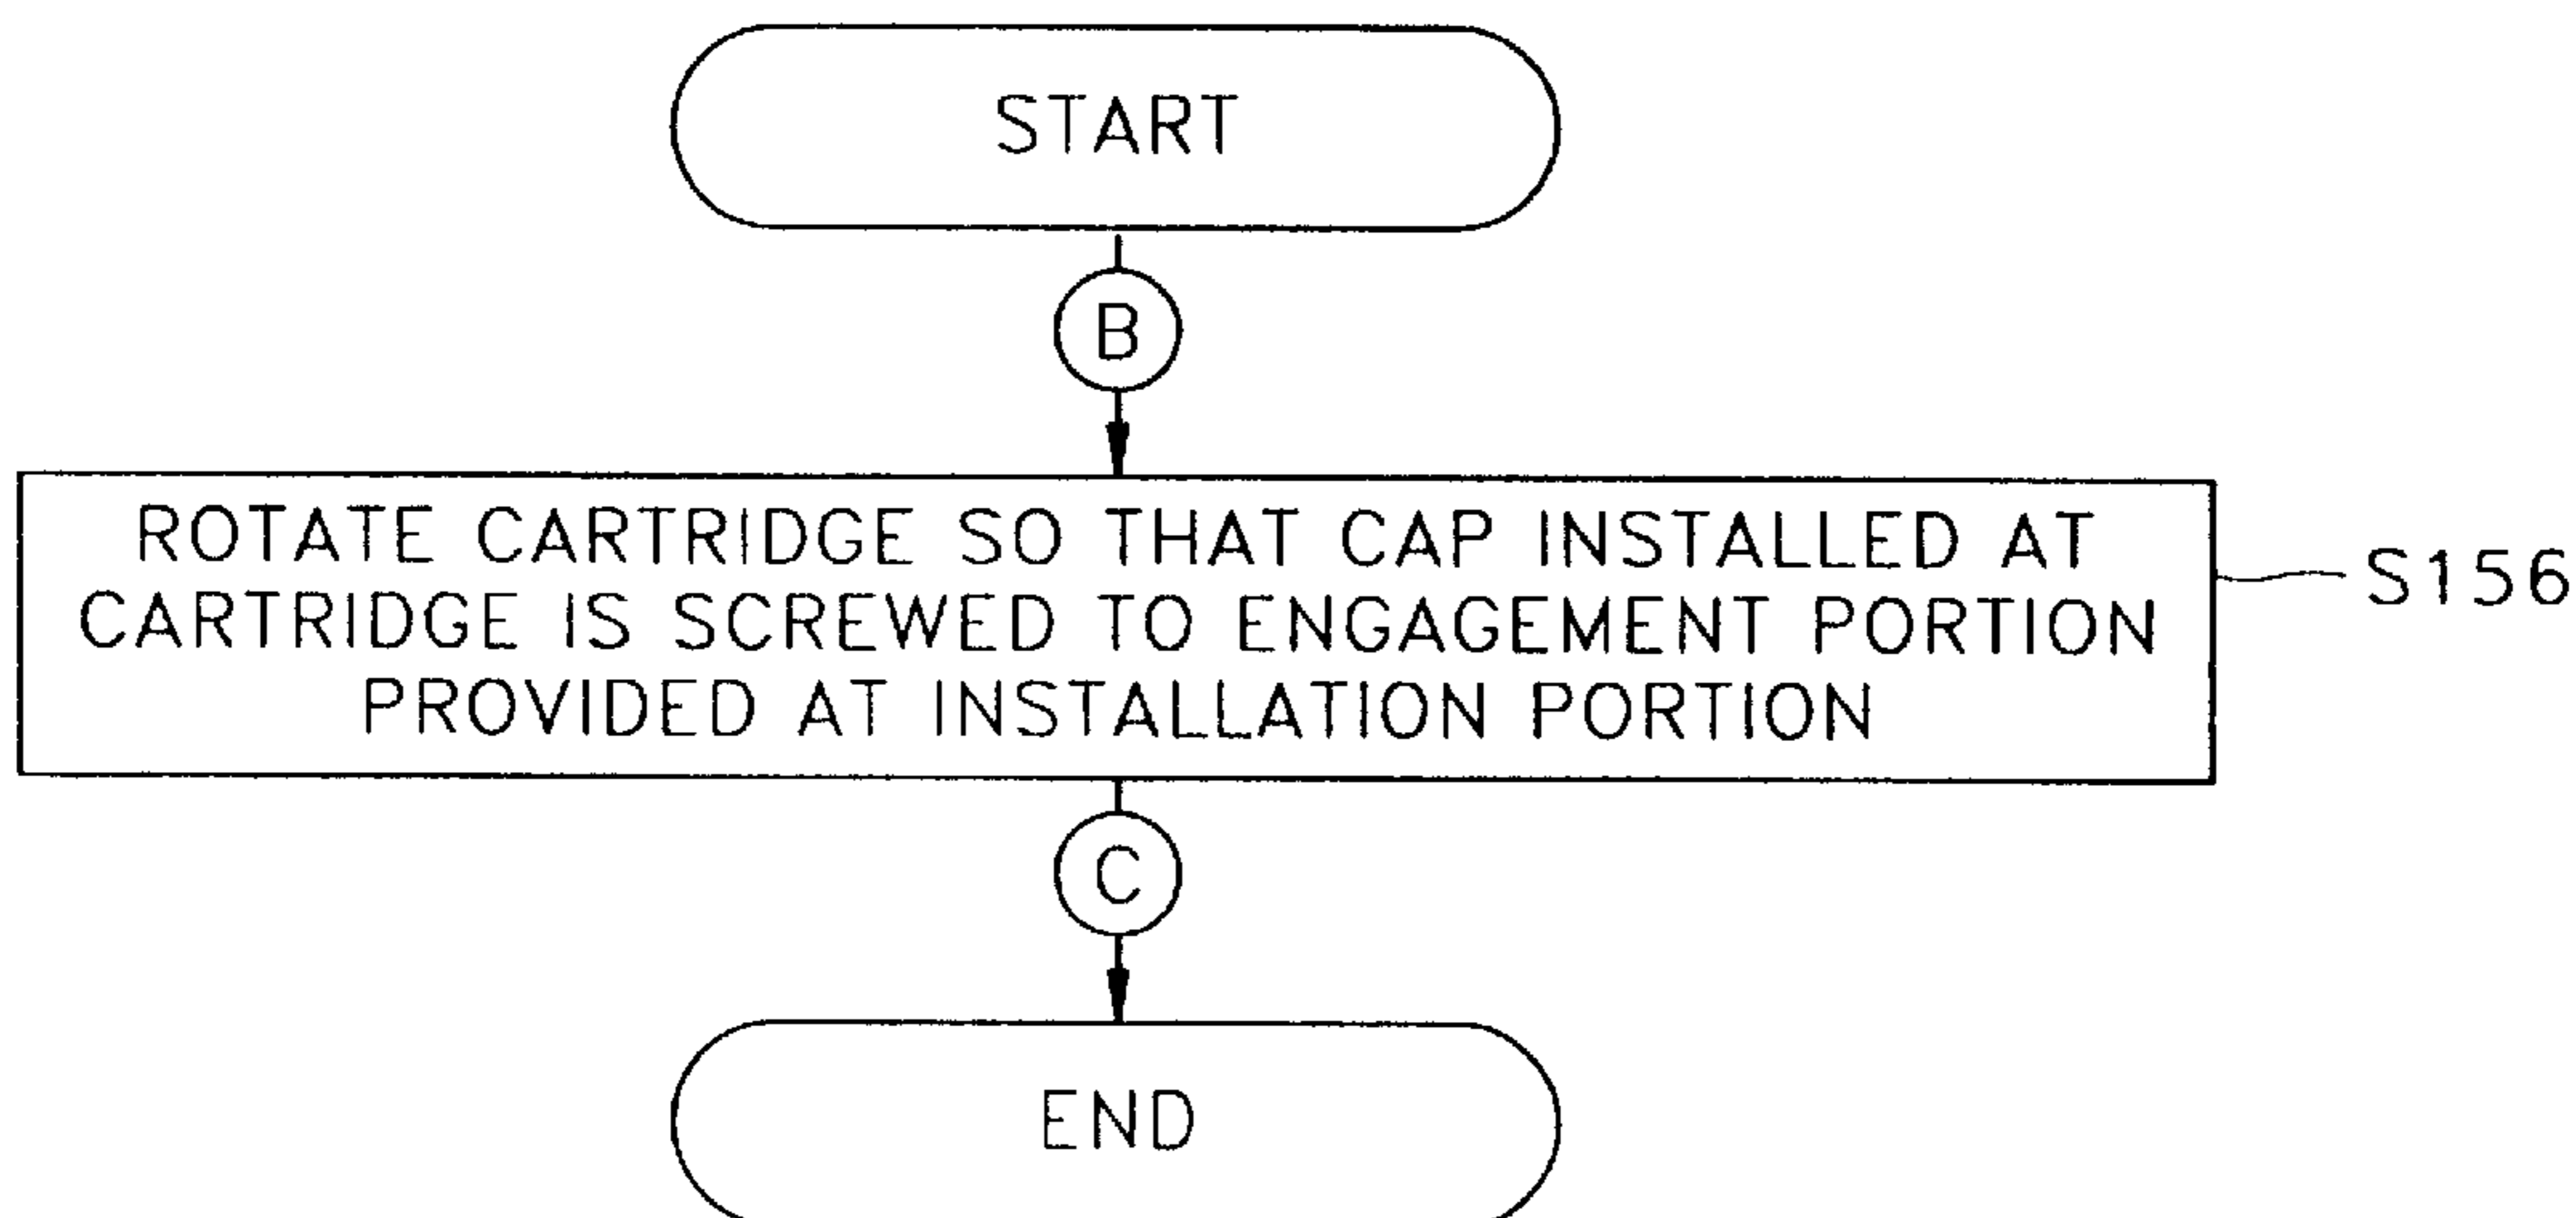 START
B
ROTATE CARTRIDGE SO THAT CAP INSTALLED AT
CARTRIDGE IS SCREWED TO ENGAGEMENT PORTION
PROVIDED AT INSTALLATION PORTION
S156
C
END